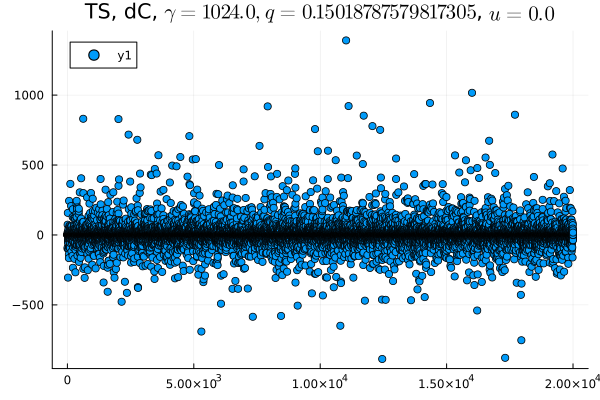 TS, dC, γ = 1024.0, q = 0.15018787579817305, u = 0.0
y1
1000
500
0
−500
0 5.00×10³ 1.00×10⁴ 1.50×10⁴ 2.00×10⁴